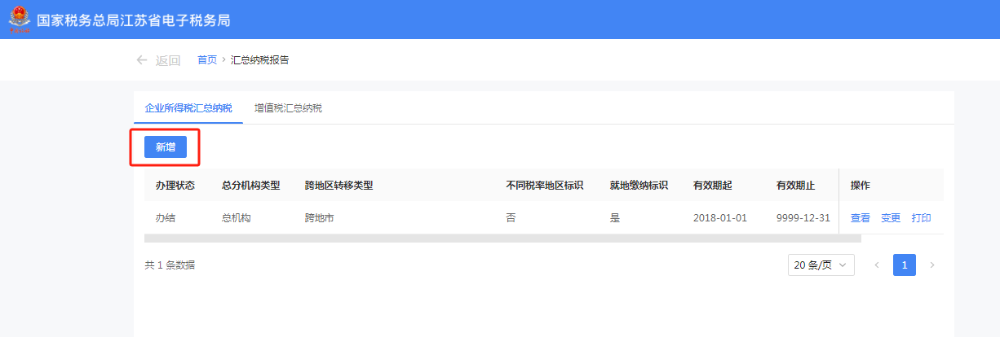 国家税务总局江苏省电子税务局
返回 首页 > 汇总纳税报告
企业所得税汇总纳税 增值税汇总纳税
新增
办理状态 总分机构类型 跨地区转移类型 不同税率地区标识 就地缴纳标识 有效期起 有效期止 操作
办结 总机构 跨地市 否 是 2018-01-01 9999-12-31 查看 变更 打印
共 1 条数据 20 条/页 1